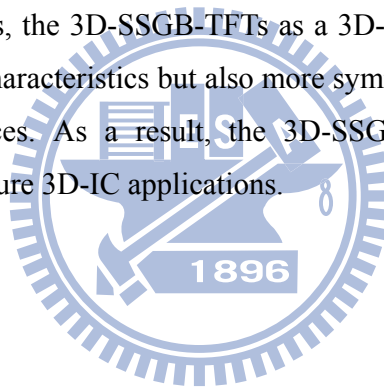 s, the 3D-SSGB-TFTs as a 3D-
haracteristics but also more sym
ces. As a result, the 3D-SSG
ure 3D-IC applications.
ES
1896